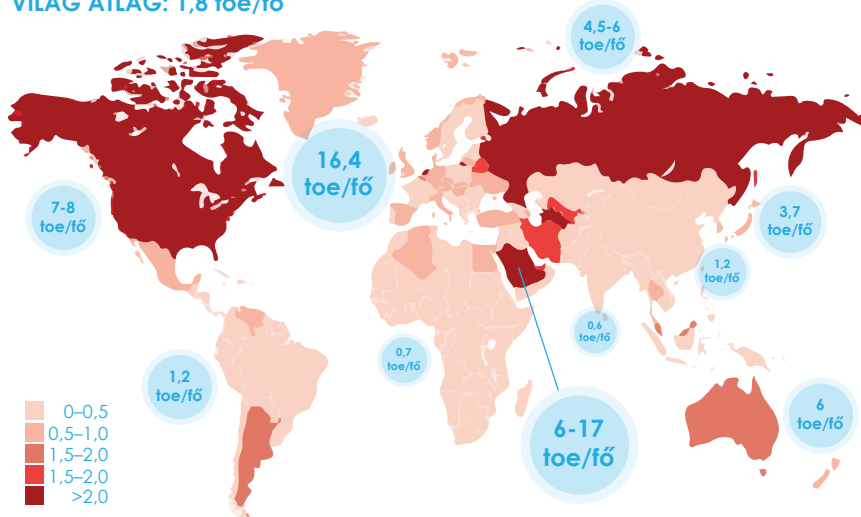 VILÁG ÁTLAG: 1,8 toe/fő
4,5-6
toe/fő
16,4
toe/fő
7-8
toe/fő
3,7
toe/fő
1,2
toe/fő
0,6
toe/fő
0,7
toe/fő
1,2
toe/fő
6-17
toe/fő
6
toe/fő
0–0,5
0,5–1,0
1,5–2,0
1,5–2,0
>2,0